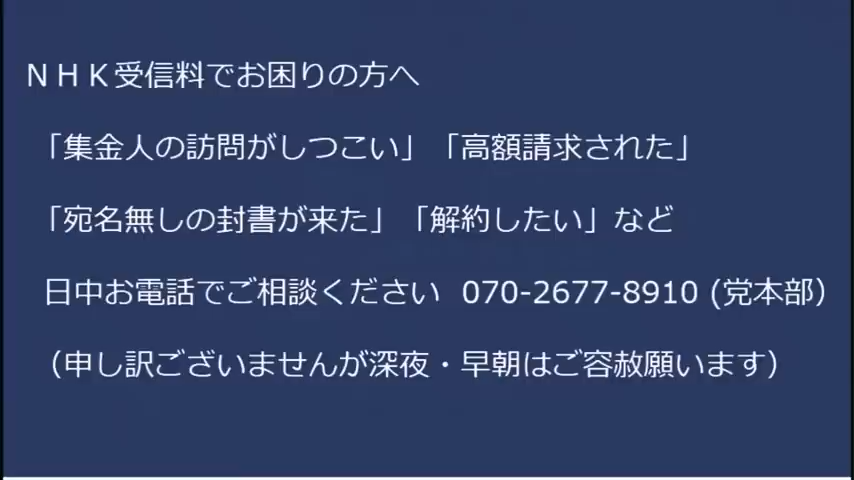 ＮＨＫ受信料でお困りの方へ
「集金人の訪問がしつこい」「高額請求された」
「宛名無しの封書が来た」「解約したい」など
日中お電話でご相談ください 070-2677-8910 (党本部）
（申し訳ございませんが深夜・早朝はご容赦願います）